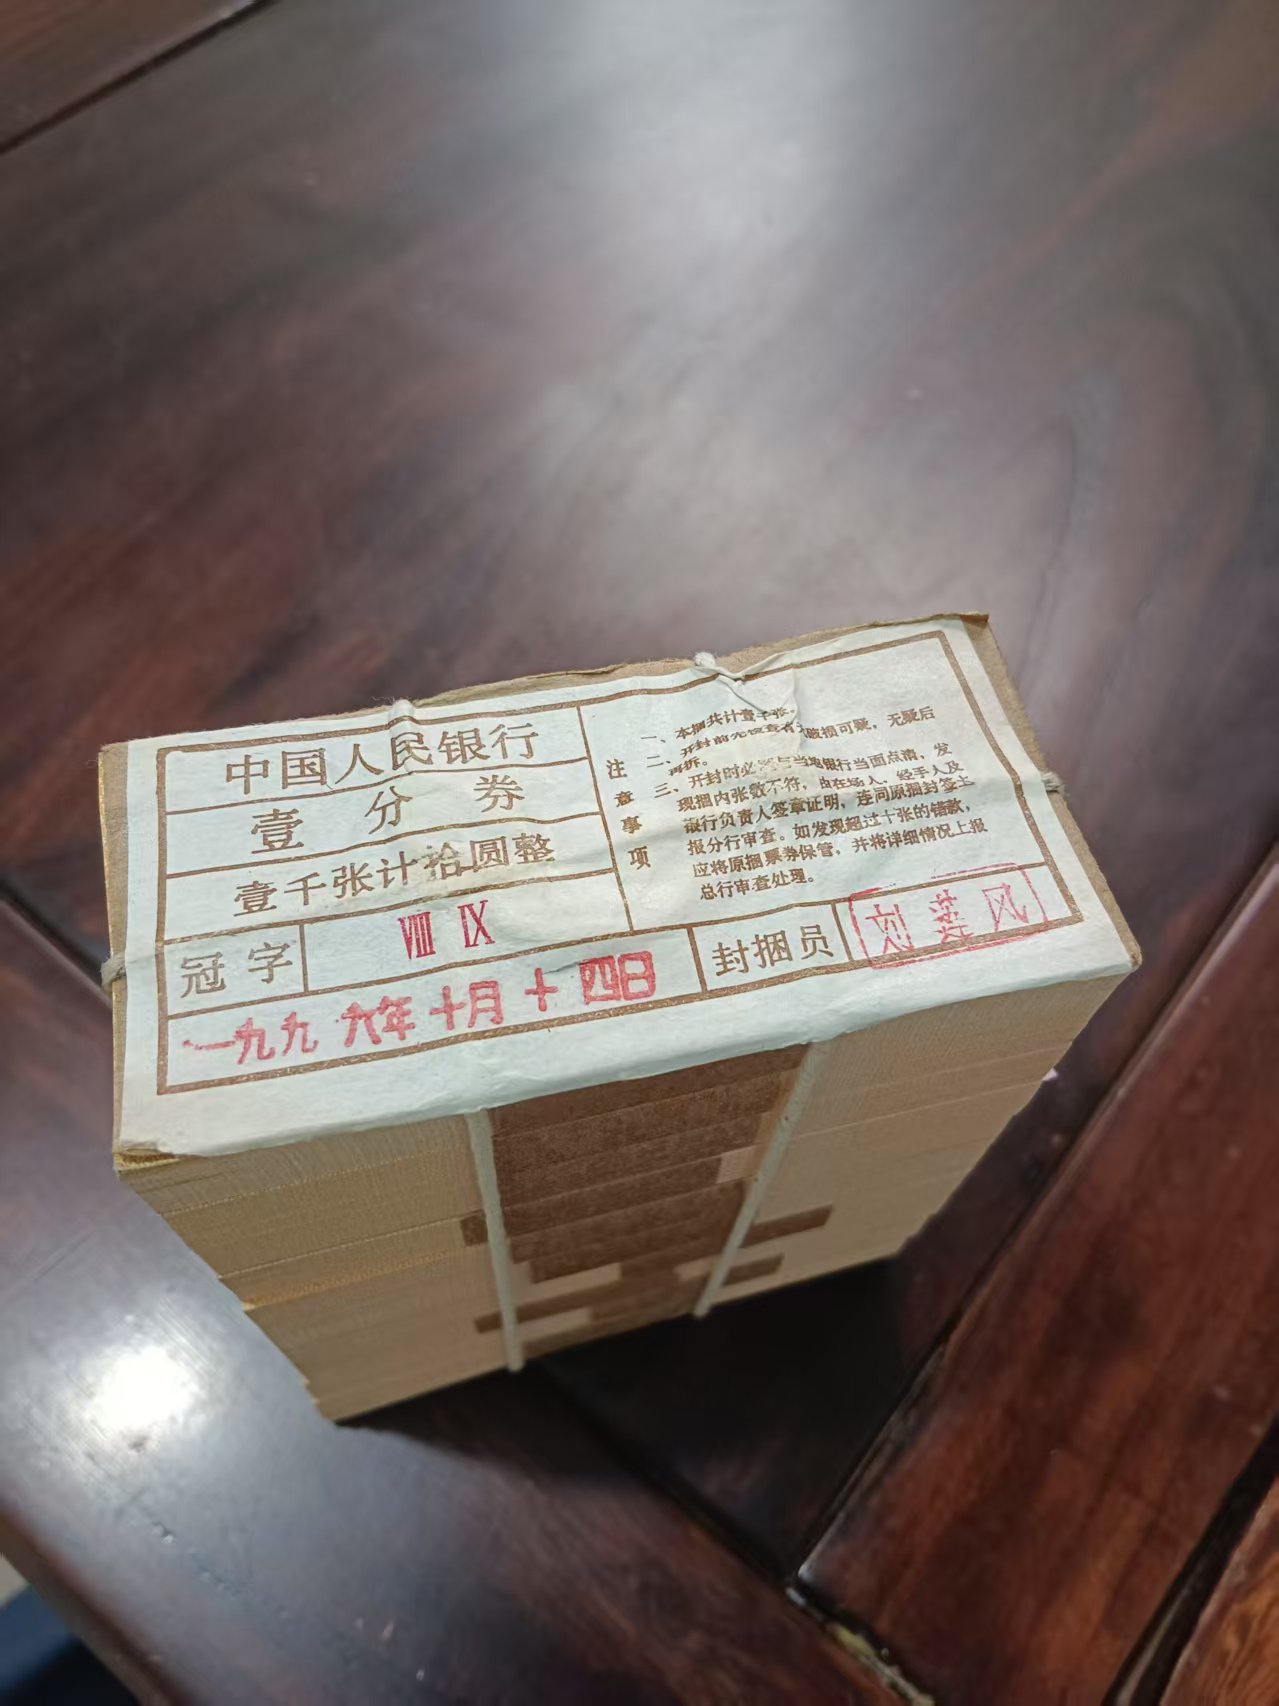 中国人民银行
壹分券
壹千张计拾圆整
冠字
Ⅷ Ⅸ
一九九六年十月十四日
注意事项
一、本捆共计壹千张。
二、开封前先检查有无破损可疑，无疑后
再拆。
三、开封时必须与当地银行当面点清，发
现捆内张数不符，由在场人、经手人及
银行负责人签章证明，连同原捆封签上
报分行审查。如发现超过十张的错款，
应将原捆票券保管，并将详细情况上报
总行审查处理。
封捆员
刘莲风